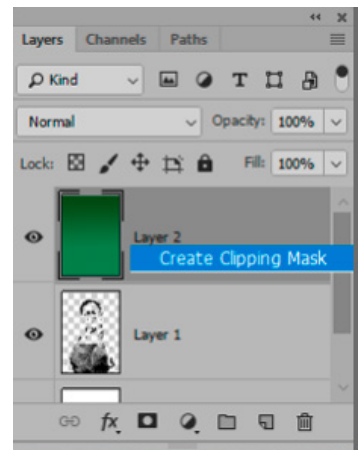 Layers Channels Paths
Kind
Normal Opacity: 100%
Lock: Fill: 100%
Layer 2
Create Clipping Mask
Layer 1
fx